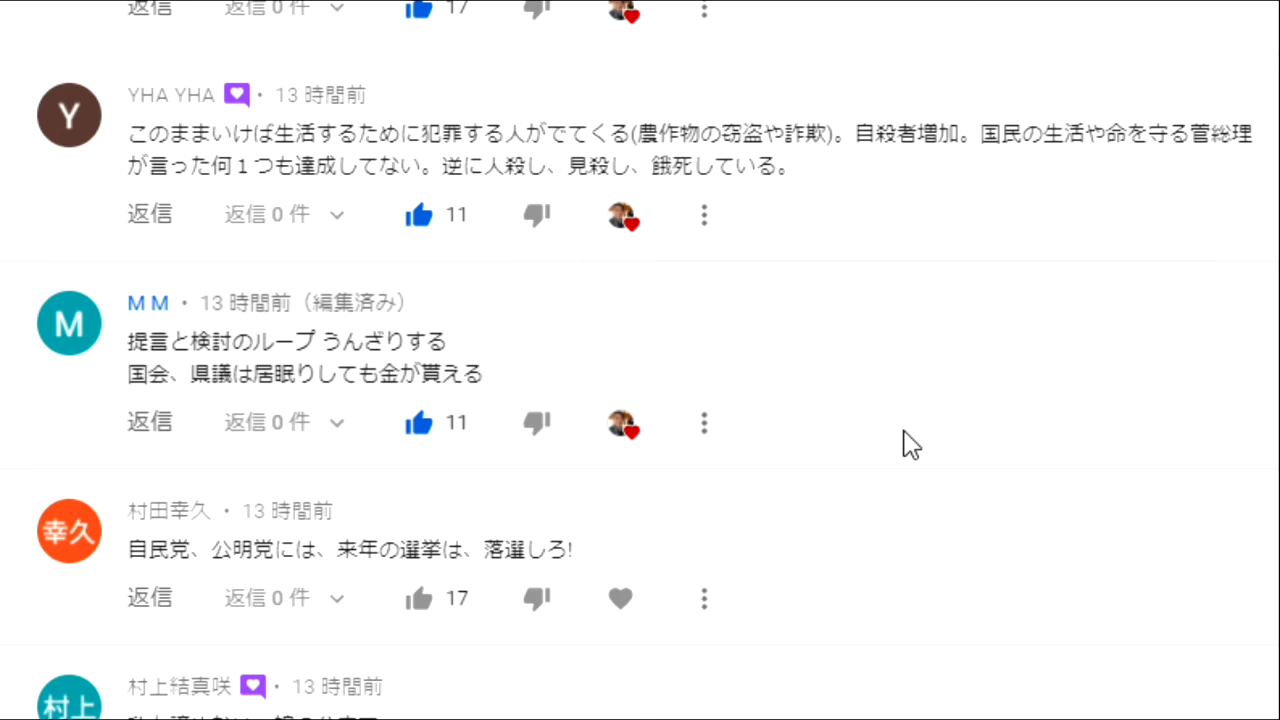 返信 返信 0 件 17
Y
YHA YHA ・ 13 時間前
このままいけば生活するために犯罪する人がでてくる(農作物の窃盗や詐欺)。自殺者増加。国民の生活や命を守る菅総理
が言った何１つも達成してない。逆に人殺し、見殺し、餓死している。
返信 返信 0 件 11
M
M M ・ 13 時間前（編集済み）
提言と検討のループ うんざりする
国会、県議は居眠りしても金が貰える
返信 返信 0 件 11
幸久
村田幸久 ・ 13 時間前
自民党、公明党には、来年の選挙は、落選しろ!
返信 返信 0 件 17
村上
村上結真咲 ・ 13 時間前